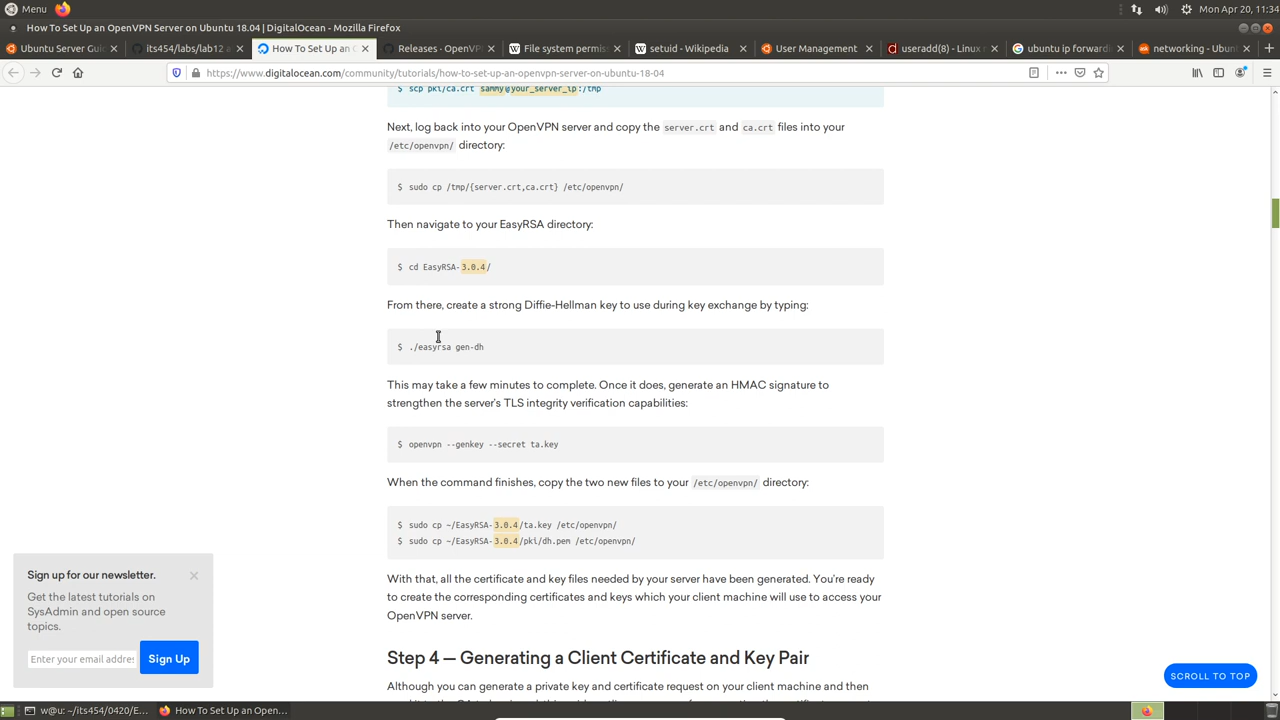 Menu
Mon Apr 20, 11:34
How To Set Up an OpenVPN Server on Ubuntu 18.04 | DigitalOcean - Mozilla Firefox
Ubuntu Server Gui
its454/labs/lab12 a
How To Set Up an O
Releases - OpenVP
File system permis
setuid - Wikipedia
User Management
useradd(8) - Linux m
ubuntu ip forwardi
networking - Ubunt
https://www.digitalocean.com/community/tutorials/how-to-set-up-an-openvpn-server-on-ubuntu-18-04
$ scp pki/ca.crt sammy@your_server_ip:/tmp
Next, log back into your OpenVPN server and copy the server.crt and ca.crt files into your
/etc/openvpn/ directory:
$ sudo cp /tmp/{server.crt,ca.crt} /etc/openvpn/
Then navigate to your EasyRSA directory:
$ cd EasyRSA-3.0.4/
From there, create a strong Diffie-Hellman key to use during key exchange by typing:
$ ./easyrsa gen-dh
This may take a few minutes to complete. Once it does, generate an HMAC signature to
strengthen the server's TLS integrity verification capabilities:
$ openvpn --genkey --secret ta.key
When the command finishes, copy the two new files to your /etc/openvpn/ directory:
$ sudo cp ~/EasyRSA-3.0.4/ta.key /etc/openvpn/
$ sudo cp ~/EasyRSA-3.0.4/pki/dh.pem /etc/openvpn/
With that, all the certificate and key files needed by your server have been generated. You're ready
to create the corresponding certificates and keys which your client machine will use to access your
OpenVPN server.
Step 4 — Generating a Client Certificate and Key Pair
Although you can generate a private key and certificate request on your client machine and then
Sign up for our newsletter.
Get the latest tutorials on
SysAdmin and open source
topics.
Enter your email addres
Sign Up
SCROLL TO TOP
w@u: ~/its454/0420/E...
How To Set Up an Open...